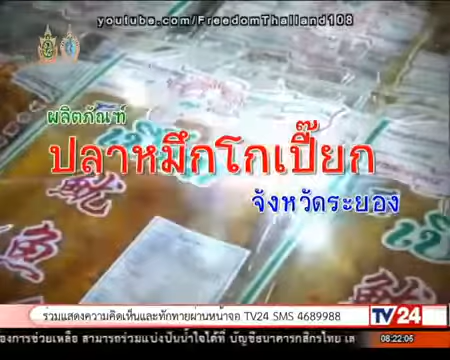 youtube.com/FreedomThailand108
ผลิตภัณฑ์
ปลาหมึกโกเปี๊ยก
จังหวัดระยอง
ร่วมแสดงความคิดเห็นและทักทายผ่านหน้าจอ TV24 SMS 4689988
TV24
องการช่วยเหลือ สามารถร่วมแบ่งปันน้ำใจได้ที่ บัญชีธนาคารกสิกรไทย เล
08:22:05